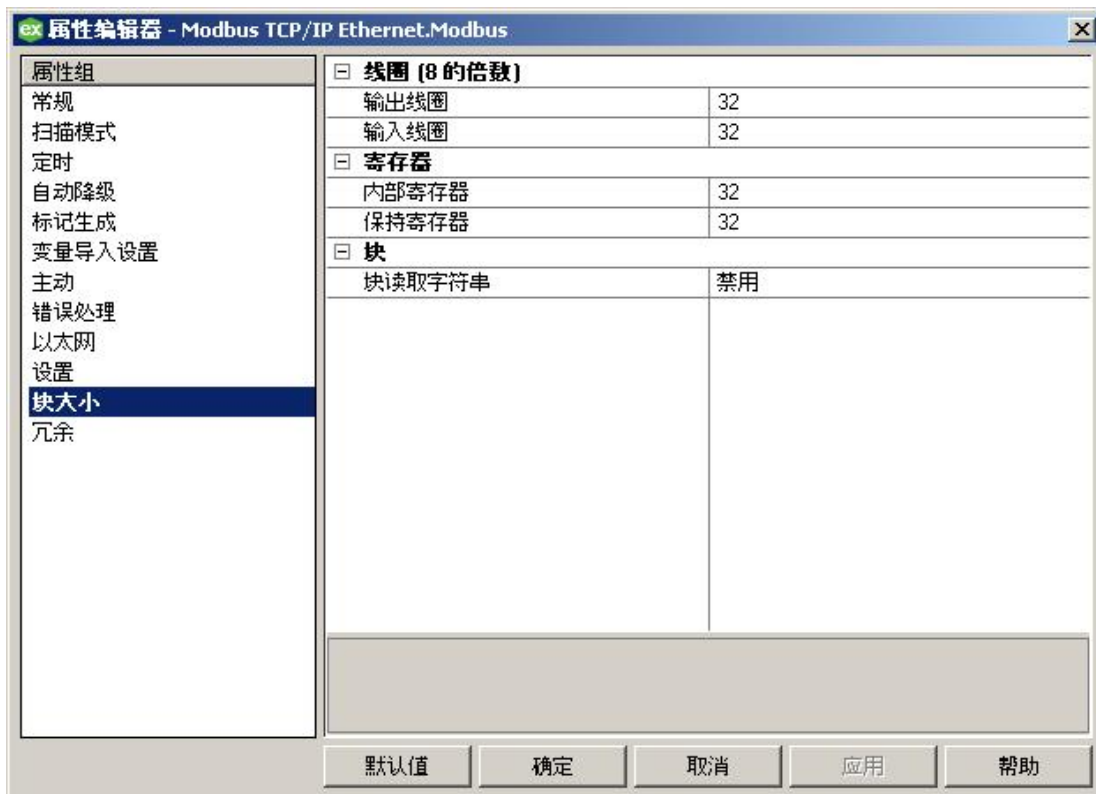 ex 属性编辑器 - Modbus TCP/IP Ethernet.Modbus
属性组
常规
扫描模式
定时
自动降级
标记生成
变量导入设置
主动
错误处理
以太网
设置
块大小
冗余
线圈 (8 的倍数)
输出线圈 32
输入线圈 32
寄存器
内部寄存器 32
保持寄存器 32
块
块读取字符串 禁用
默认值 确定 取消 应用 帮助